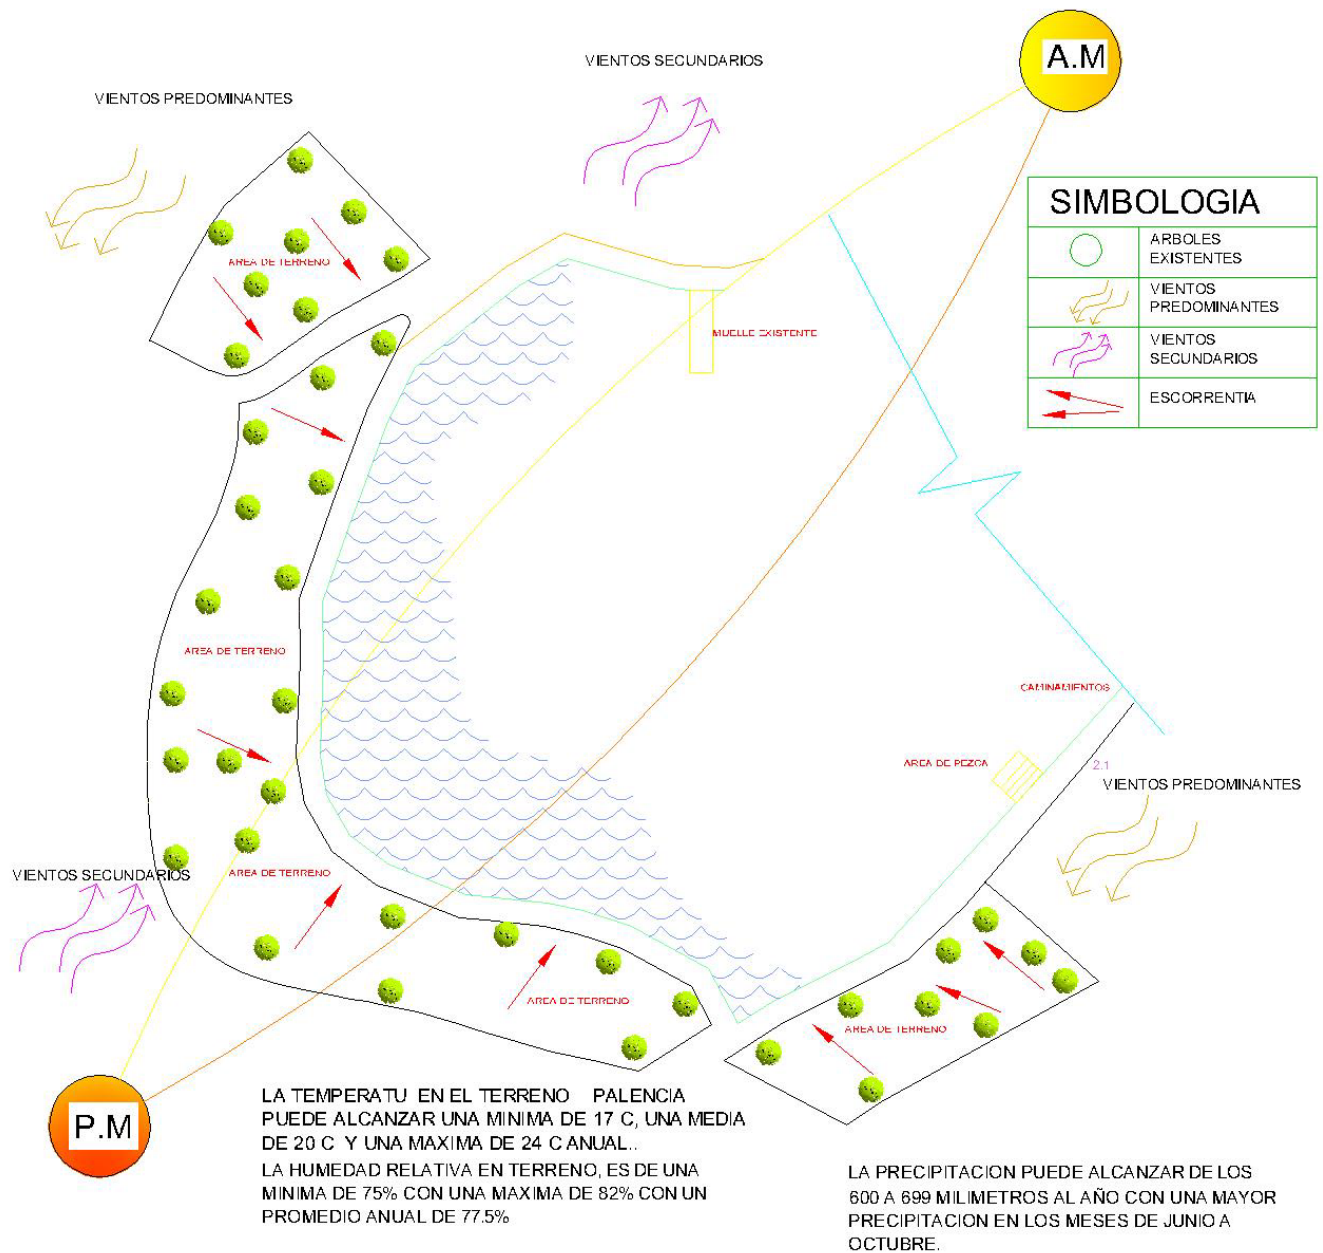 VIENTOS SECUNDARIOS
A.M
VIENTOS PREDOMINANTES
SIMBOLOGIA
ARBOLES
EXISTENTES
VIENTOS
PREDOMINANTES
VIENTOS
SECUNDARIOS
ESCORRENTIA
AREA DE TERRENO
MUELLE EXISTENTE
AREA DE TERRENO
CAMINAMIENTOS
AREA DE PEZCA
2.1
VIENTOS PREDOMINANTES
VIENTOS SECUNDARIOS
AREA DE TERRENO
AREA DE TERRENO
AREA DE TERRENO
P.M
LA TEMPERATU EN EL TERRENO PALENCIA
PUEDE ALCANZAR UNA MINIMA DE 17 C, UNA MEDIA
DE 20 C Y UNA MAXIMA DE 24 C ANUAL..
LA HUMEDAD RELATIVA EN TERRENO, ES DE UNA
MINIMA DE 75% CON UNA MAXIMA DE 82% CON UN
PROMEDIO ANUAL DE 77.5%
LA PRECIPITACION PUEDE ALCANZAR DE LOS
600 A 699 MILIMETROS AL AÑO CON UNA MAYOR
PRECIPITACION EN LOS MESES DE JUNIO A
OCTUBRE.